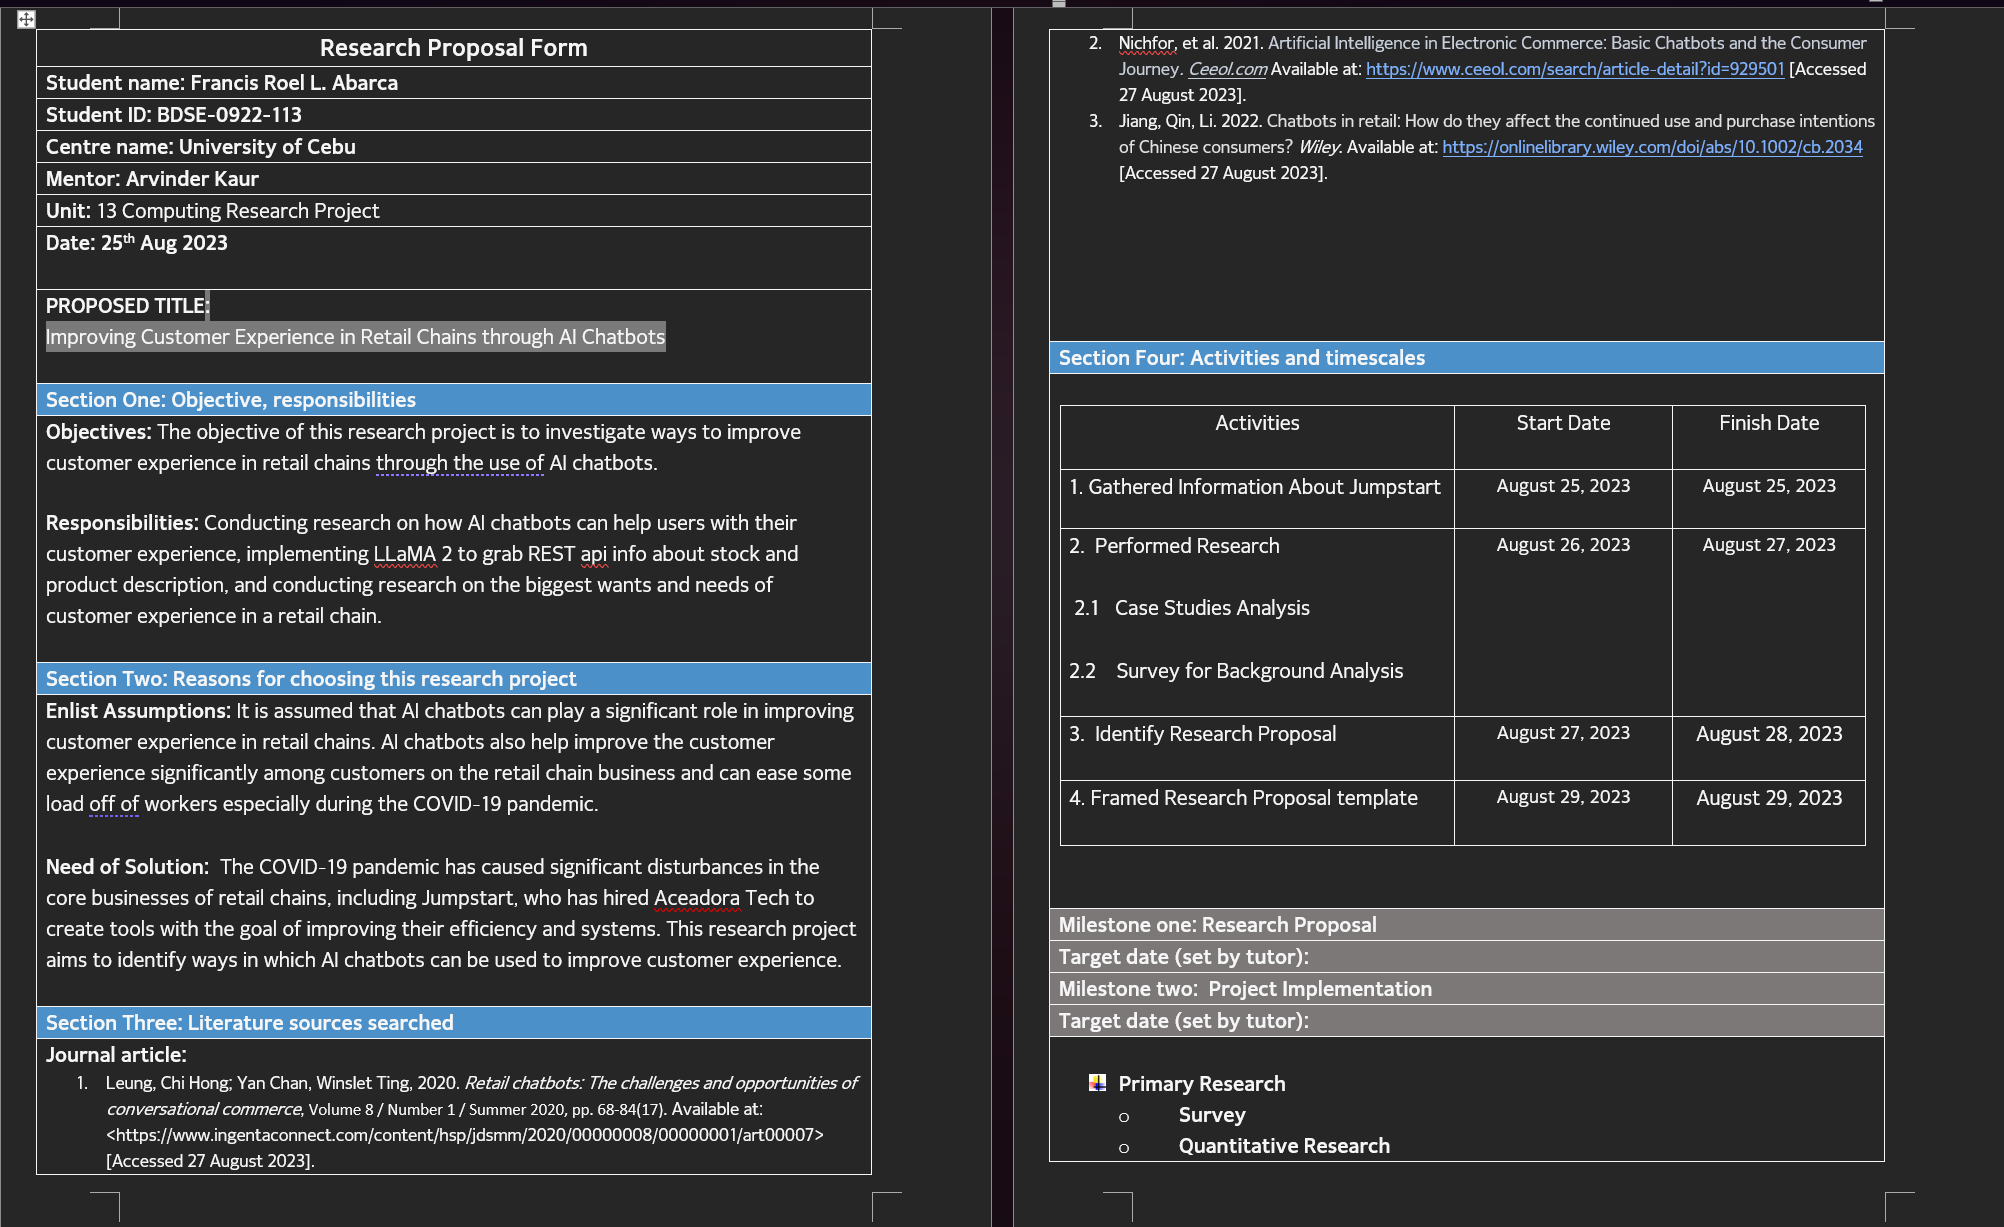 Research Proposal Form
Student name: Francis Roel L. Abarca
Student ID: BDSE-0922-113
Centre name: University of Cebu
Mentor: Arvinder Kaur
Unit: 13 Computing Research Project
Date: 25th Aug 2023
PROPOSED TITLE:
Improving Customer Experience in Retail Chains through AI Chatbots
Section One: Objective, responsibilities
Objectives: The objective of this research project is to investigate ways to improve
customer experience in retail chains through the use of AI chatbots.
Responsibilities: Conducting research on how AI chatbots can help users with their
customer experience, implementing LLaMA 2 to grab REST api info about stock and
product description, and conducting research on the biggest wants and needs of
customer experience in a retail chain.
Section Two: Reasons for choosing this research project
Enlist Assumptions: It is assumed that AI chatbots can play a significant role in improving
customer experience in retail chains. AI chatbots also help improve the customer
experience significantly among customers on the retail chain business and can ease some
load off of workers especially during the COVID-19 pandemic.
Need of Solution:  The COVID-19 pandemic has caused significant disturbances in the
core businesses of retail chains, including Jumpstart, who has hired Aceadora Tech to
create tools with the goal of improving their efficiency and systems. This research project
aims to identify ways in which AI chatbots can be used to improve customer experience.
Section Three: Literature sources searched
Journal article:
1. Leung, Chi Hong; Yan Chan, Winslet Ting, 2020. Retail chatbots: The challenges and opportunities of
conversational commerce, Volume 8 / Number 1 / Summer 2020, pp. 68-84(17). Available at:
<https://www.ingentaconnect.com/content/hsp/jdsmm/2020/00000008/00000001/art00007>
[Accessed 27 August 2023].
2. Nichfor, et al. 2021. Artificial Intelligence in Electronic Commerce: Basic Chatbots and the Consumer
Journey. Ceeol.com Available at: https://www.ceeol.com/search/article-detail?id=929501 [Accessed
27 August 2023].
3. Jiang, Qin, Li. 2022. Chatbots in retail: How do they affect the continued use and purchase intentions
of Chinese consumers? Wiley. Available at: https://onlinelibrary.wiley.com/doi/abs/10.1002/cb.2034
[Accessed 27 August 2023].
Section Four: Activities and timescales
Activities Start Date Finish Date
1. Gathered Information About Jumpstart August 25, 2023 August 25, 2023
2. Performed Research August 26, 2023 August 27, 2023
2.1 Case Studies Analysis
2.2 Survey for Background Analysis
3. Identify Research Proposal August 27, 2023 August 28, 2023
4. Framed Research Proposal template August 29, 2023 August 29, 2023
Milestone one: Research Proposal
Target date (set by tutor):
Milestone two:  Project Implementation
Target date (set by tutor):
Primary Research
o Survey
o Quantitative Research